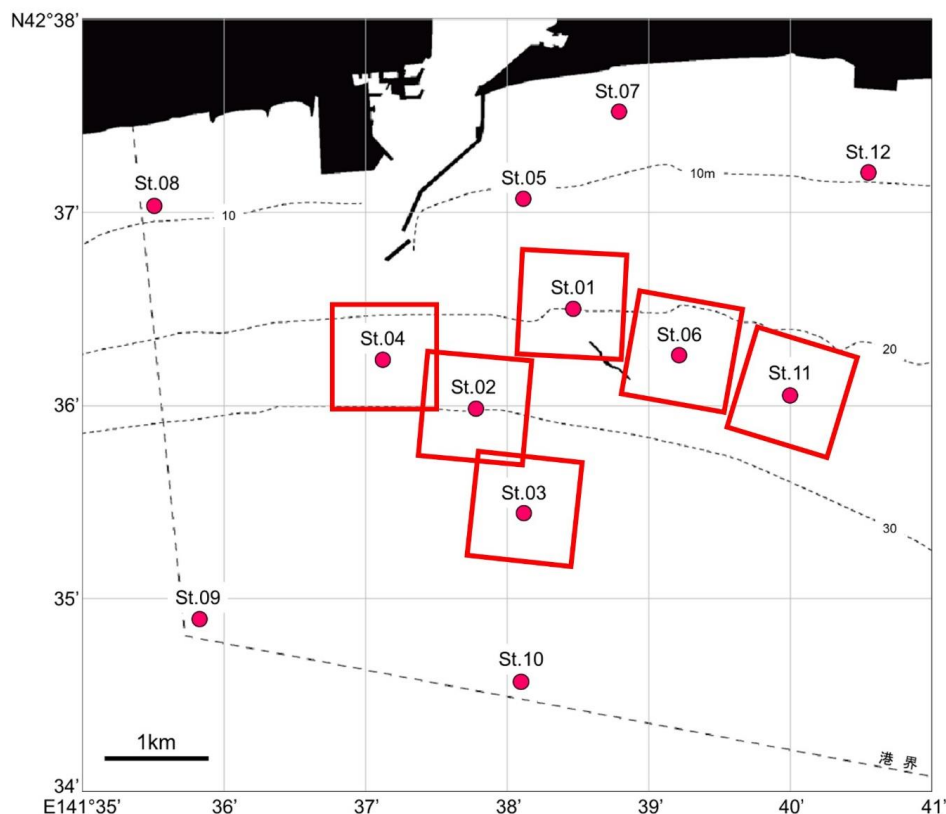 N42°38’
St.07
St.12
10m
St.05
St.08
37’
10
St.01
St.06
St.04
20
St.11
St.02
36’
St.03
30
St.09
35’
St.10
1km
港界
34’
E141°35’
36’
37’
38’
39’
40’
41’